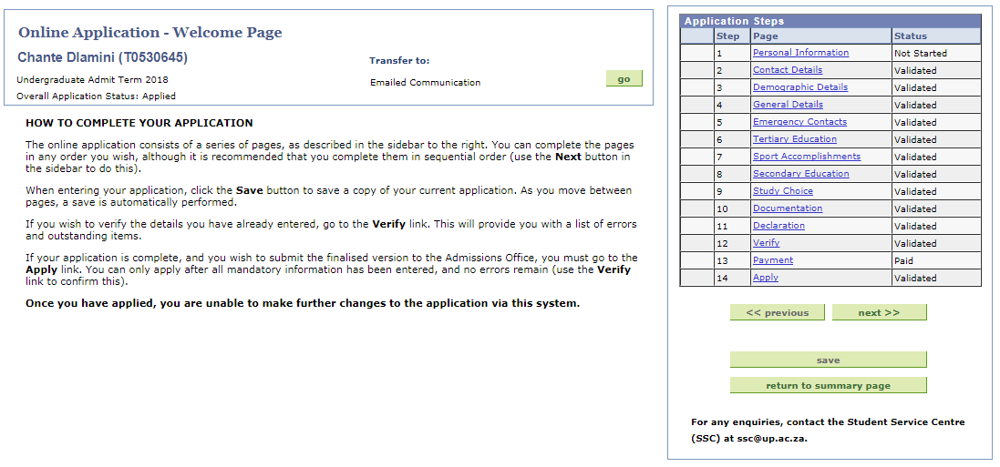 Online Application - Welcome Page
Chante Dlamini (T0530645)
Undergraduate Admit Term 2018
Overall Application Status: Applied
Transfer to:
Emailed Communication
go
HOW TO COMPLETE YOUR APPLICATION
The online application consists of a series of pages, as described in the sidebar to the right. You can complete the pages
in any order you wish, although it is recommended that you complete them in sequential order (use the Next button in
the sidebar to do this).
When entering your application, click the Save button to save a copy of your current application. As you move between
pages, a save is automatically performed.
If you wish to verify the details you have already entered, go to the Verify link. This will provide you with a list of errors
and outstanding items.
If your application is complete, and you wish to submit the finalised version to the Admissions Office, you must go to the
Apply link. You can only apply after all mandatory information has been entered, and no errors remain (use the Verify
link to confirm this).
Once you have applied, you are unable to make further changes to the application via this system.
Application Steps
Step Page Status
1 Personal Information Not Started
2 Contact Details Validated
3 Demographic Details Validated
4 General Details Validated
5 Emergency Contacts Validated
6 Tertiary Education Validated
7 Sport Accomplishments Validated
8 Secondary Education Validated
9 Study Choice Validated
10 Documentation Validated
11 Declaration Validated
12 Verify Validated
13 Payment Paid
14 Apply Validated
<< previous next >>
save
return to summary page
For any enquiries, contact the Student Service Centre
(SSC) at ssc@up.ac.za.